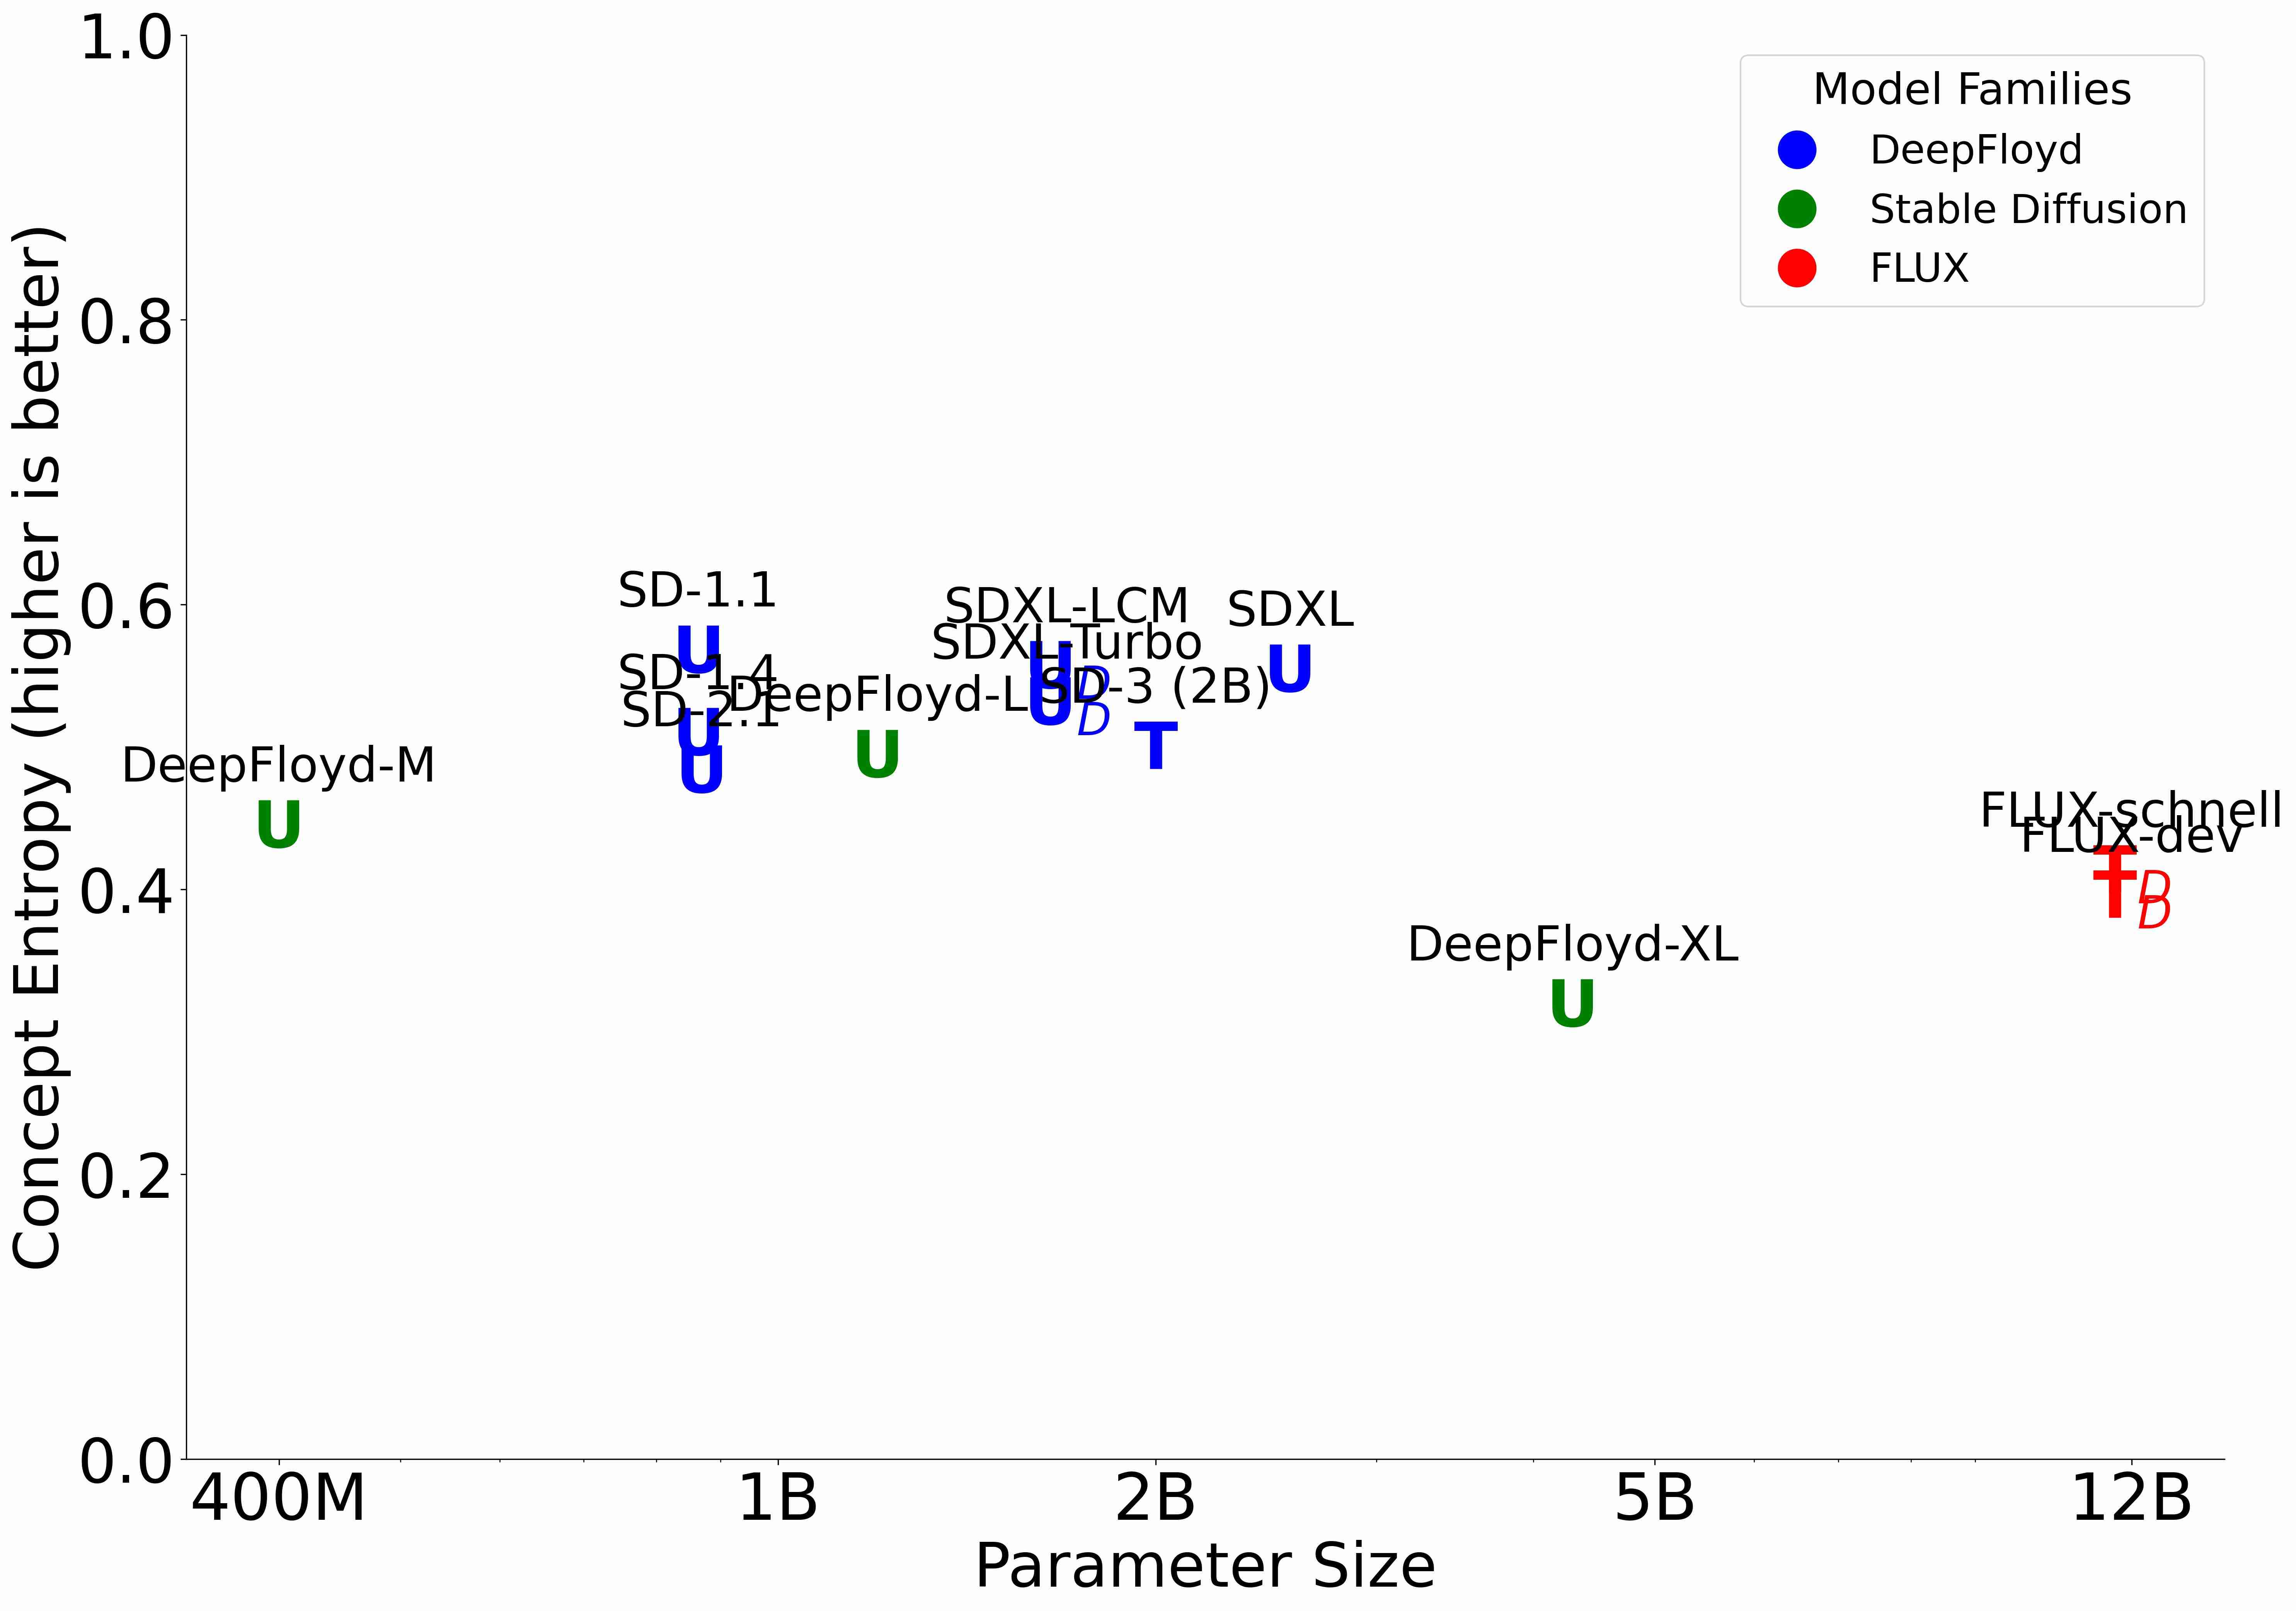 1.0
0.8
0.6
0.4
0.2
0.0
Concept Entropy (higher is better)
Model Families
DeepFloyd
Stable Diffusion
FLUX
SD-1.1
U
SDXL-LCM
U D
SDXL
U
SDXL-Turbo
U D
SD-1.4
U
SD-3 (2B)
T
DeepFloyd-L
U
SD-2.1
U
DeepFloyd-M
U
FLUX-schnell
T D
FLUX-dev
T D
DeepFloyd-XL
U
400M 1B 2B 5B 12B
Parameter Size